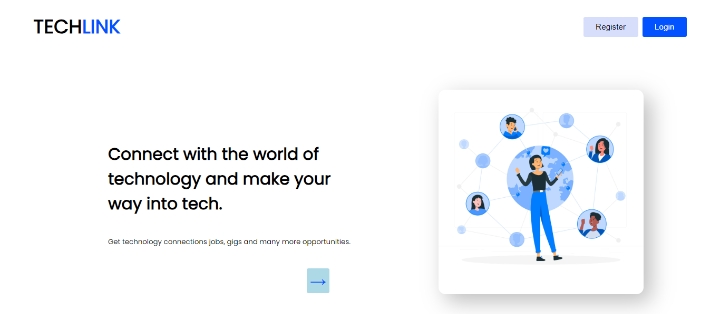 TECHLINK
Register
Login
Connect with the world of
technology and make your
way into tech.
Get technology connections jobs, gigs and many more opportunities.